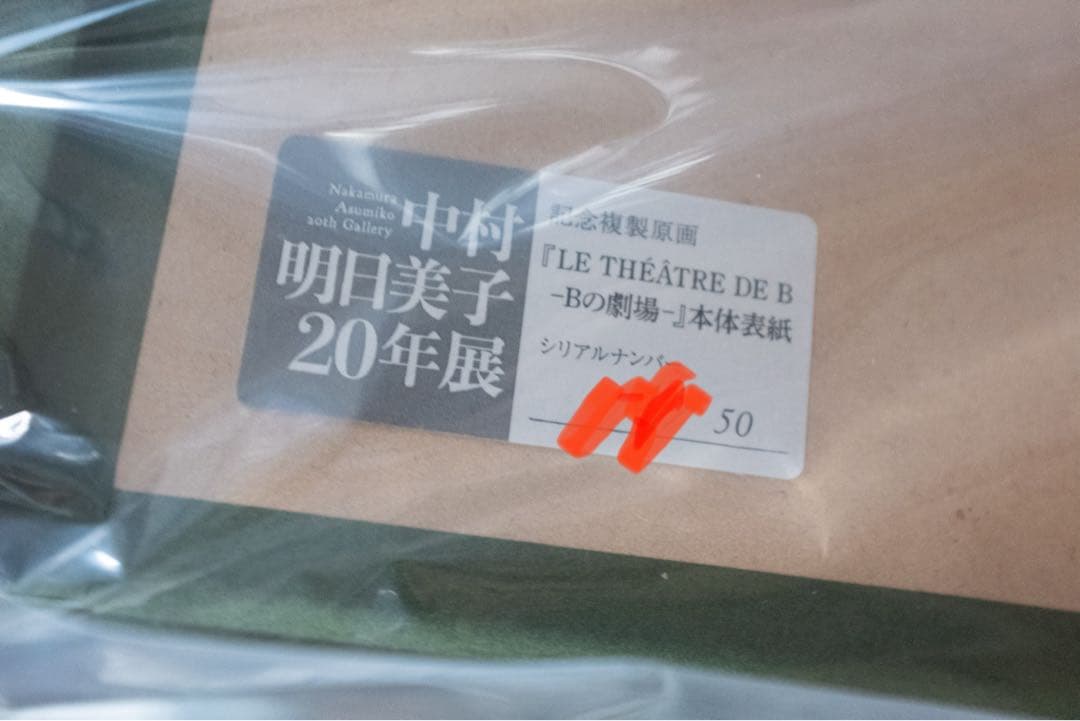 Nakamura
Asumiko
20th Gallery
中村
明日美子
20年展
記念複製原画
『LE THÉÂTRE DE B
-Bの劇場-』本体表紙
シリアルナンバー
50